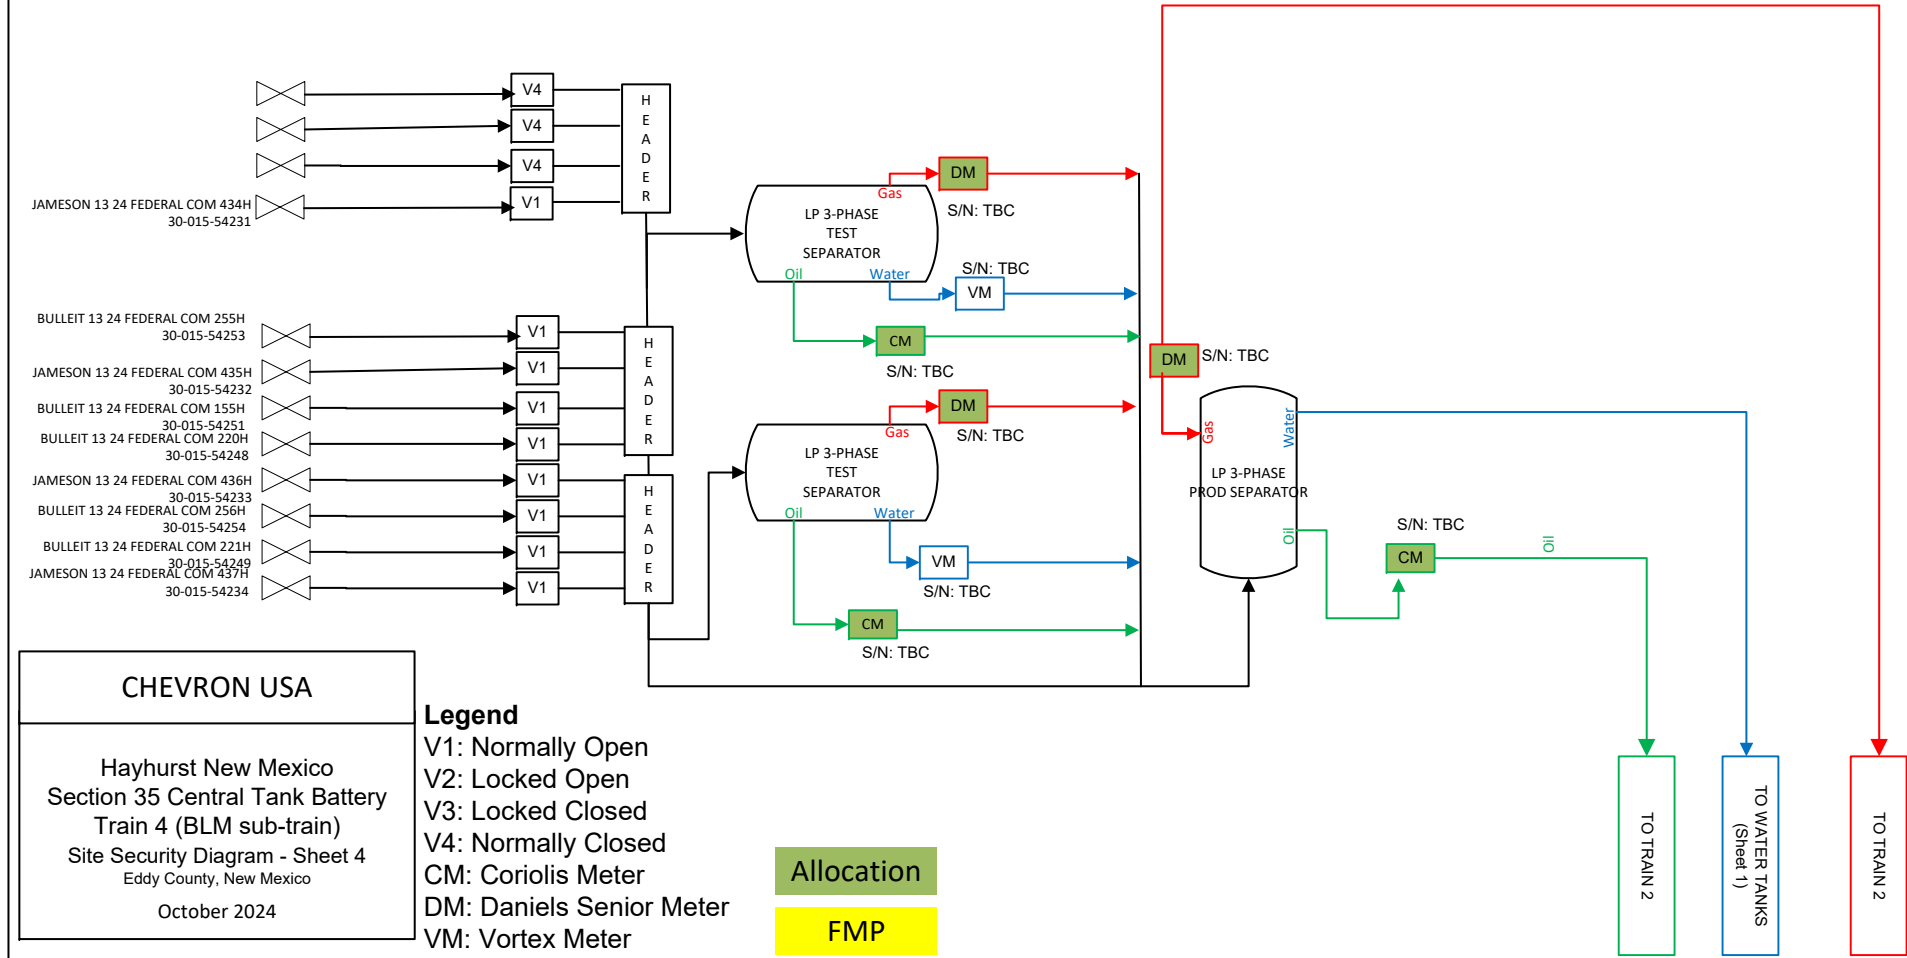 V4
V4
V4
JAMESON 13 24 FEDERAL COM 434H
30-015-54231
V1
HEADER
BULLEIT 13 24 FEDERAL COM 255H
30-015-54253
V1
JAMESON 13 24 FEDERAL COM 435H
30-015-54232
V1
BULLEIT 13 24 FEDERAL COM 155H
30-015-54251
V1
BULLEIT 13 24 FEDERAL COM 220H
30-015-54248
V1
HEADER
JAMESON 13 24 FEDERAL COM 436H
30-015-54233
V1
BULLEIT 13 24 FEDERAL COM 256H
30-015-54254
V1
BULLEIT 13 24 FEDERAL COM 221H
30-015-54249
V1
JAMESON 13 24 FEDERAL COM 437H
30-015-54234
V1
HEADER
LP 3-PHASE
TEST
SEPARATOR
Gas
DM
S/N: TBC
Oil
Water
S/N: TBC
VM
CM
S/N: TBC
LP 3-PHASE
TEST
SEPARATOR
Gas
DM
S/N: TBC
Oil
Water
VM
S/N: TBC
CM
S/N: TBC
DM
S/N: TBC
Gas
Water
LP 3-PHASE
PROD SEPARATOR
Oil
S/N: TBC
CM
Oil
TO TRAIN 2
TO WATER TANKS
(Sheet 1)
TO TRAIN 2
CHEVRON USA
Hayhurst New Mexico
Section 35 Central Tank Battery
Train 4 (BLM sub-train)
Site Security Diagram - Sheet 4
Eddy County, New Mexico
October 2024
Legend
V1: Normally Open
V2: Locked Open
V3: Locked Closed
V4: Normally Closed
CM: Coriolis Meter
DM: Daniels Senior Meter
VM: Vortex Meter
Allocation
FMP